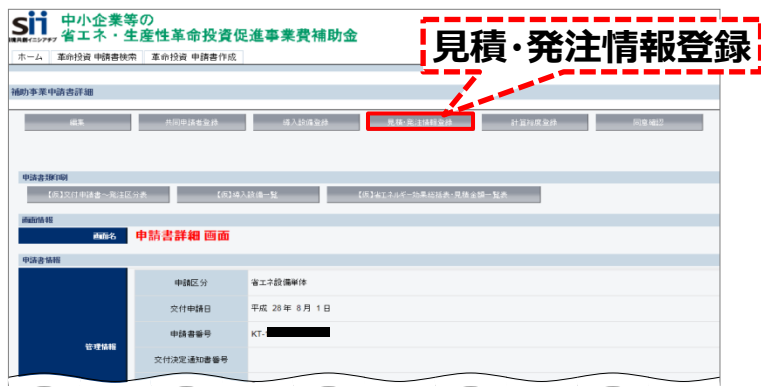 sii 中小企業等の
省エネ・生産性革命投資促進事業費補助金
見積・発注情報登録
ホーム 革命投資 申請書検索 革命投資 申請書作成
補助事業申請書詳細
編集 共同申請者登録 導入設備登録 見積・発注情報登録 計算粒度登録 同意確認
申請書類印刷
【仮】交付申請書～発注区分表 【仮】導入設備一覧 【仮】省エネルギー効果総括表・見積金額一覧表
画面情報
画面名 申請書詳細 画面
申請書情報
申請区分 省エネ設備単体
交付申請日 平成 28 年 8 月 1 日
申請書番号 KT-
管理情報
交付決定通知書番号